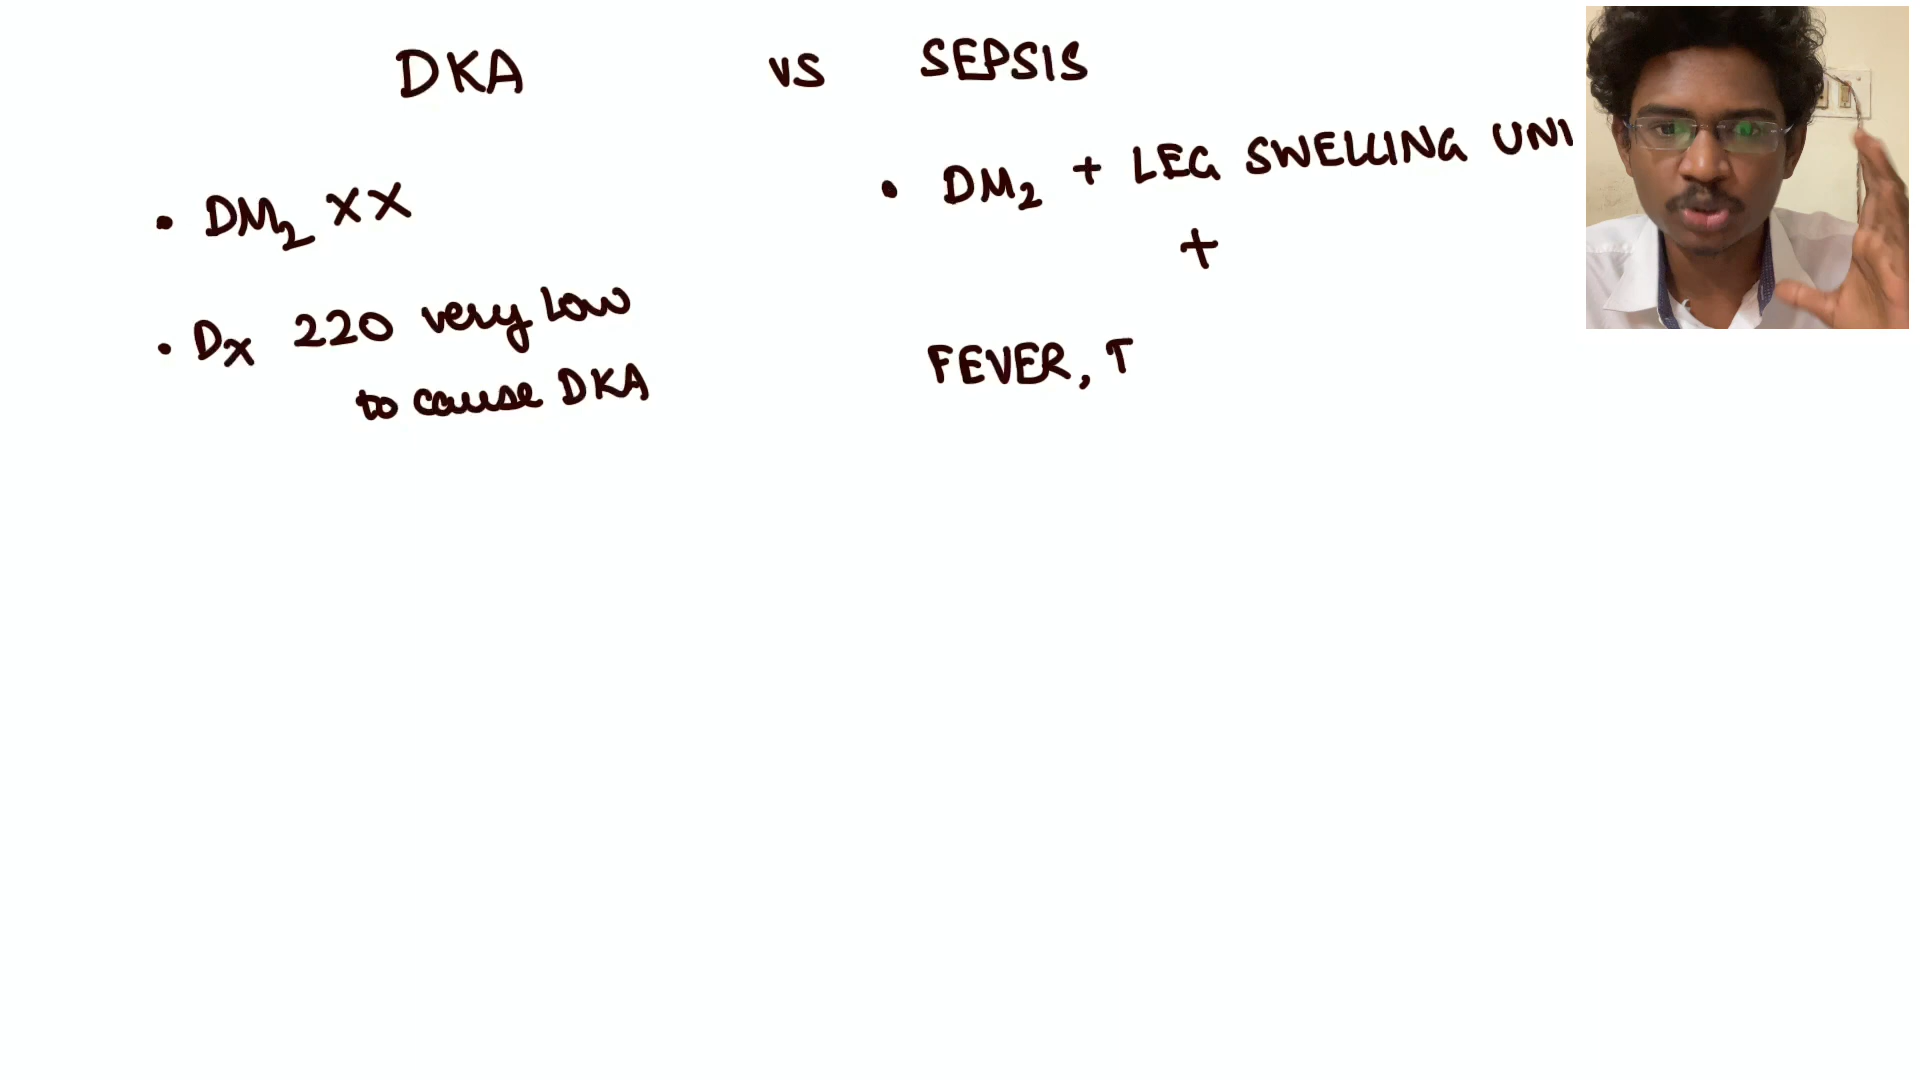 DKA vs SEPSIS
• DM2 XX
• Dx 220 very low
to cause DKA
• DM2 + LEG SWELLING UNI
+
FEVER, T